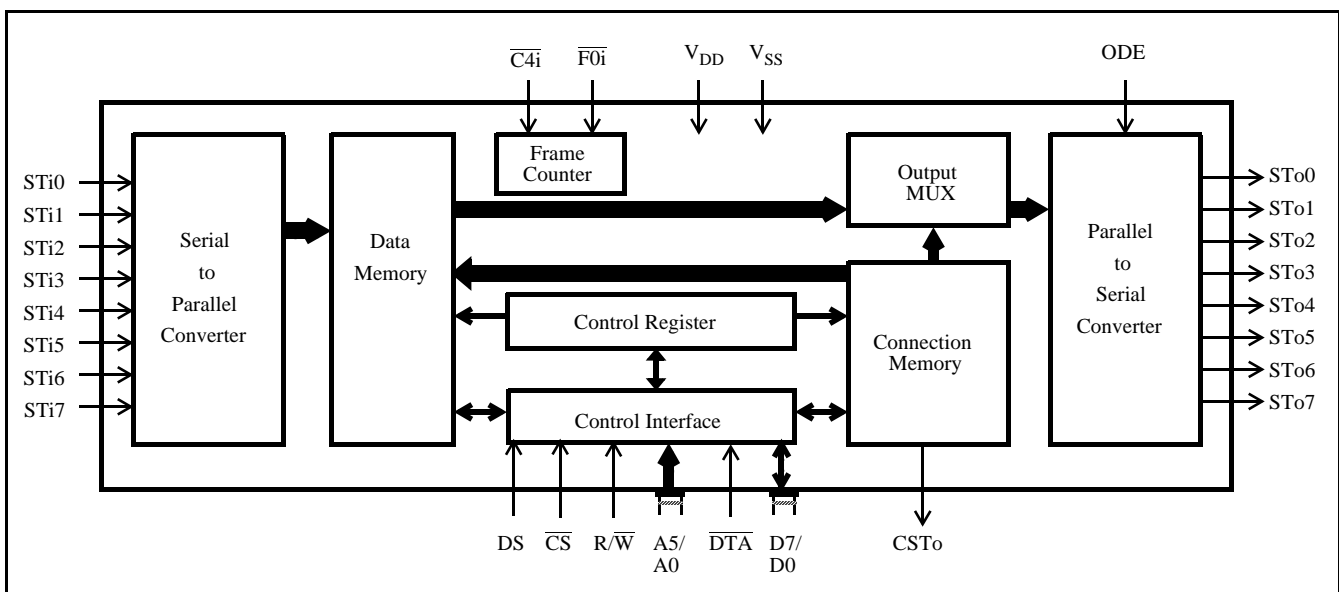 C4i F0i VDD VSS ODE
Frame
Counter
Output
MUX
STi0
STi1
STi2
STi3
STi4
STi5
STi6
STi7
Serial
to
Parallel
Converter
Data
Memory
Control Register
Control Interface
Connection
Memory
Parallel
to
Serial
Converter
STo0
STo1
STo2
STo3
STo4
STo5
STo6
STo7
DS CS R/W A5/
A0 DTA D7/
D0 CSTo